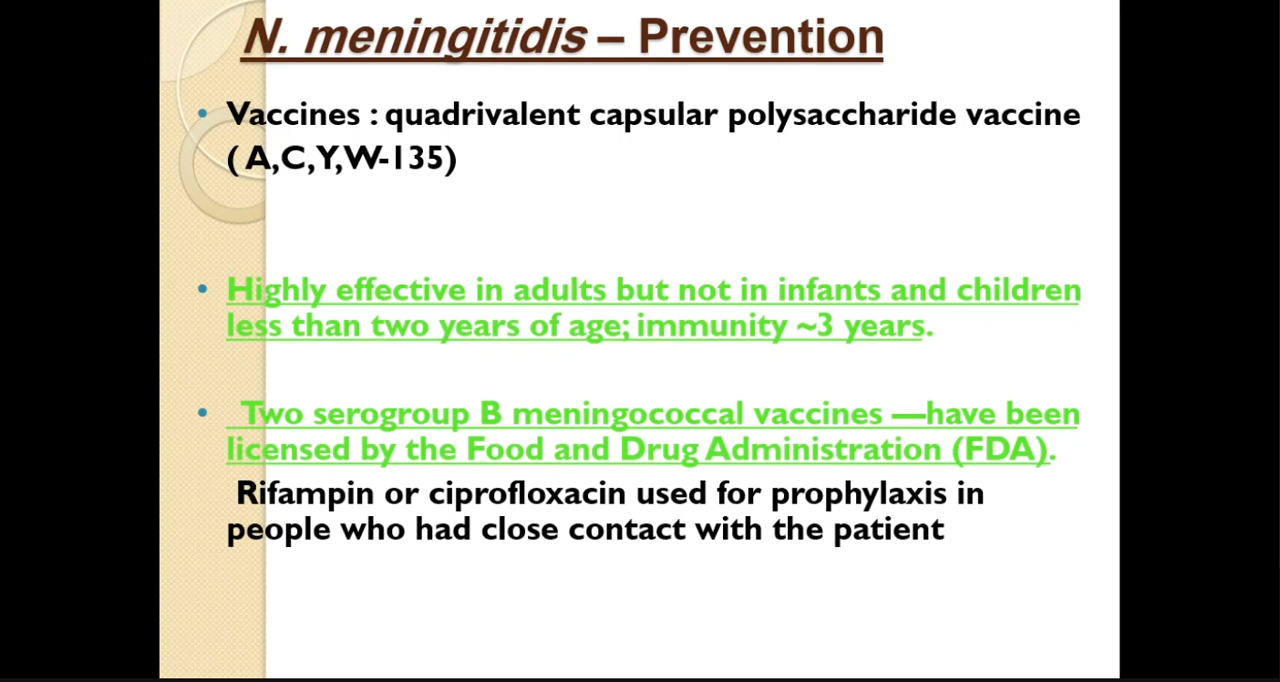 N. meningitidis – Prevention
• Vaccines : quadrivalent capsular polysaccharide vaccine
( A,C,Y,W-135)
• Highly effective in adults but not in infants and children
less than two years of age; immunity ~3 years.
• Two serogroup B meningococcal vaccines —have been
licensed by the Food and Drug Administration (FDA).
Rifampin or ciprofloxacin used for prophylaxis in
people who had close contact with the patient